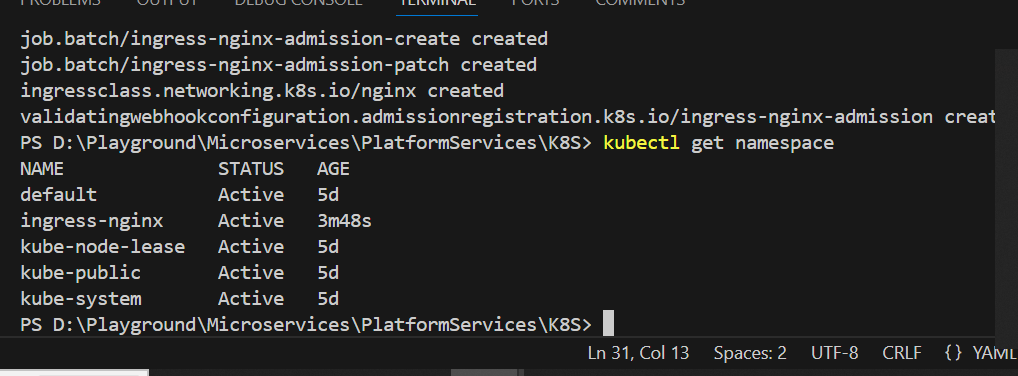 PROBLEMS OUTPUT DEBUG CONSOLE TERMINAL PORTS COMMENTS
job.batch/ingress-nginx-admission-create created
job.batch/ingress-nginx-admission-patch created
ingressclass.networking.k8s.io/nginx created
validatingwebhookconfiguration.admissionregistration.k8s.io/ingress-nginx-admission creat
PS D:\Playground\Microservices\PlatformServices\K8S> kubectl get namespace
NAME STATUS AGE
default Active 5d
ingress-nginx Active 3m48s
kube-node-lease Active 5d
kube-public Active 5d
kube-system Active 5d
PS D:\Playground\Microservices\PlatformServices\K8S>
Ln 31, Col 13 Spaces: 2 UTF-8 CRLF {} YAML